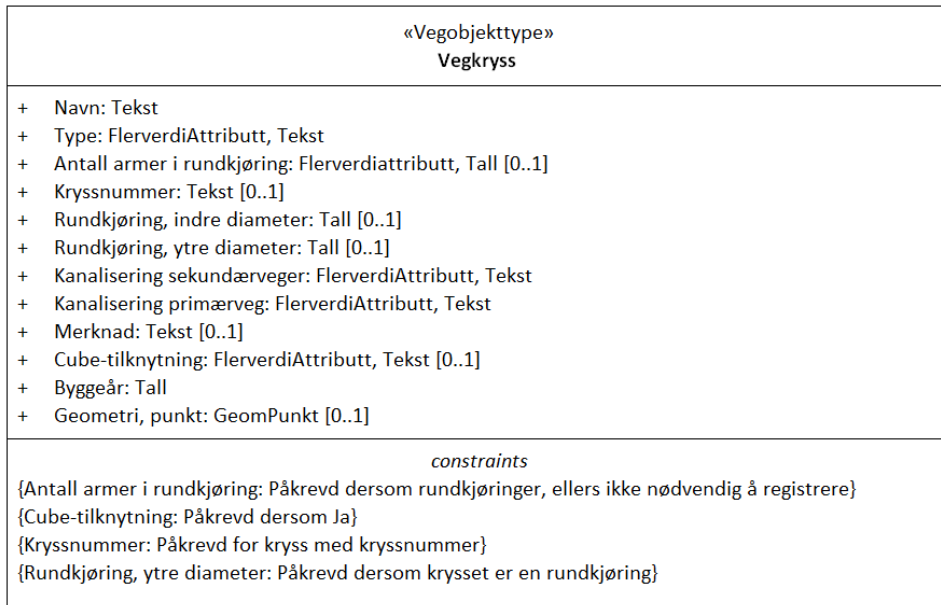 «Vegobjekttype»
Vegkryss
+ Navn: Tekst
+ Type: FlerverdiAttributt, Tekst
+ Antall armer i rundkjøring: Flerverdiattributt, Tall [0..1]
+ Kryssnummer: Tekst [0..1]
+ Rundkjøring, indre diameter: Tall [0..1]
+ Rundkjøring, ytre diameter: Tall [0..1]
+ Kanalisering sekundærveger: FlerverdiAttributt, Tekst
+ Kanalisering primærveg: FlerverdiAttributt, Tekst
+ Merknad: Tekst [0..1]
+ Cube-tilknytning: FlerverdiAttributt, Tekst [0..1]
+ Byggeår: Tall
+ Geometri, punkt: GeomPunkt [0..1]
constraints
{Antall armer i rundkjøring: Påkrevd dersom rundkjøringer, ellers ikke nødvendig å registrere}
{Cube-tilknytning: Påkrevd dersom Ja}
{Kryssnummer: Påkrevd for kryss med kryssnummer}
{Rundkjøring, ytre diameter: Påkrevd dersom krysset er en rundkjøring}